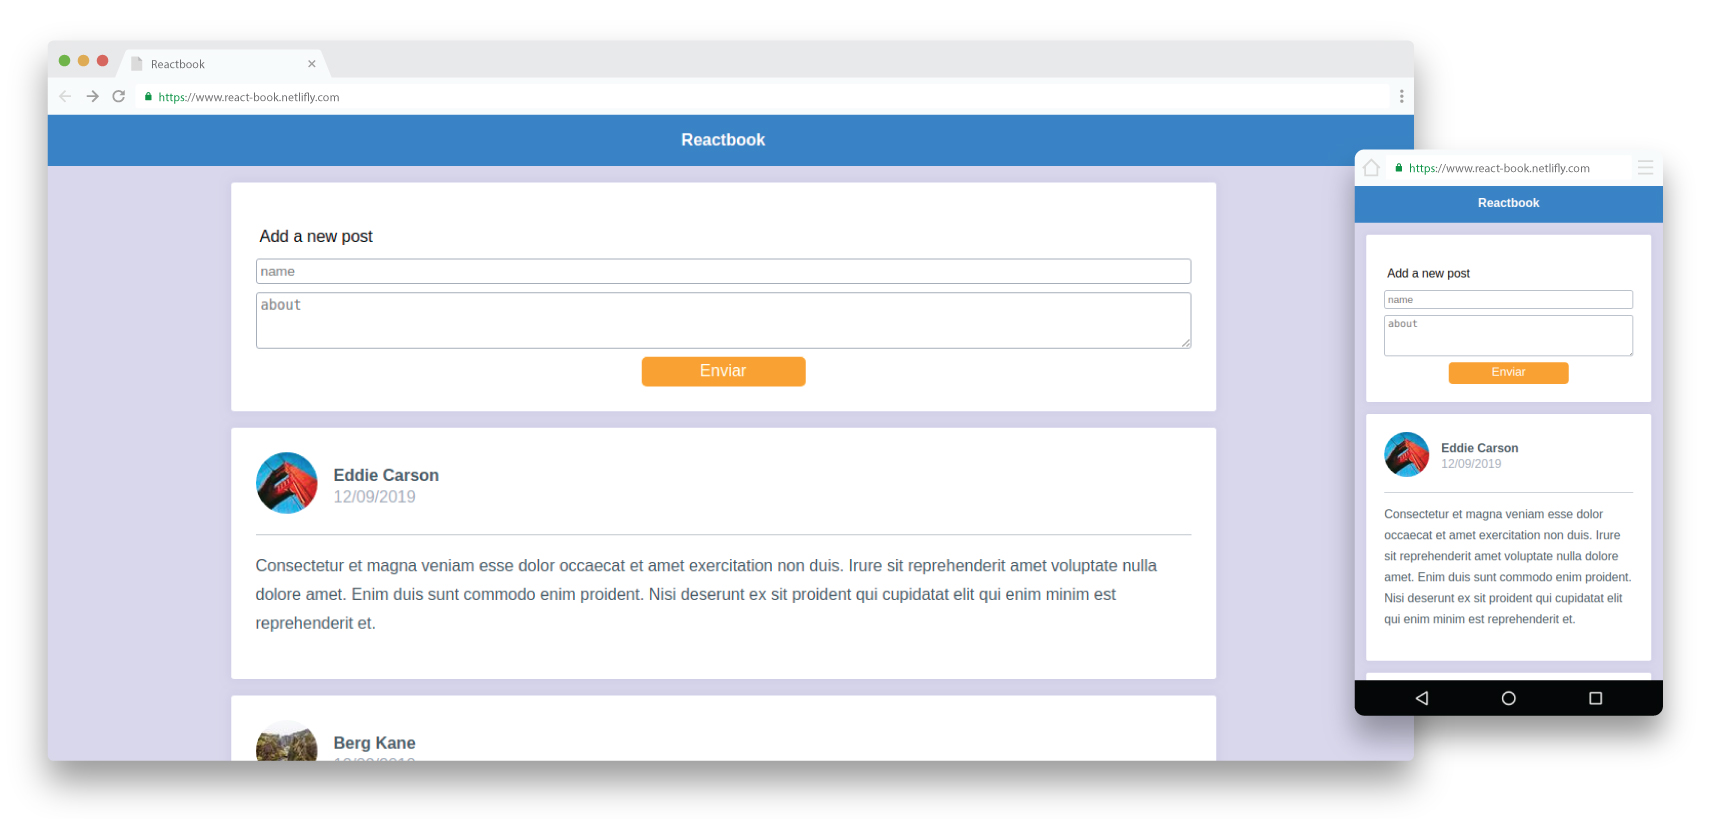 Reactbook
https://www.react-book.netlifly.com
Reactbook
Add a new post
name
about
Enviar
Eddie Carson
12/09/2019
Consectetur et magna veniam esse dolor occaecat et amet exercitation non duis. Irure sit reprehenderit amet voluptate nulla
dolore amet. Enim duis sunt commodo enim proident. Nisi deserunt ex sit proident qui cupidatat elit qui enim minim est
reprehenderit et.
Berg Kane
https://www.react-book.netlifly.com
Reactbook
Add a new post
name
about
Enviar
Eddie Carson
12/09/2019
Consectetur et magna veniam esse dolor
occaecat et amet exercitation non duis. Irure
sit reprehenderit amet voluptate nulla dolore
amet. Enim duis sunt commodo enim proident.
Nisi deserunt ex sit proident qui cupidatat elit
qui enim minim est reprehenderit et.